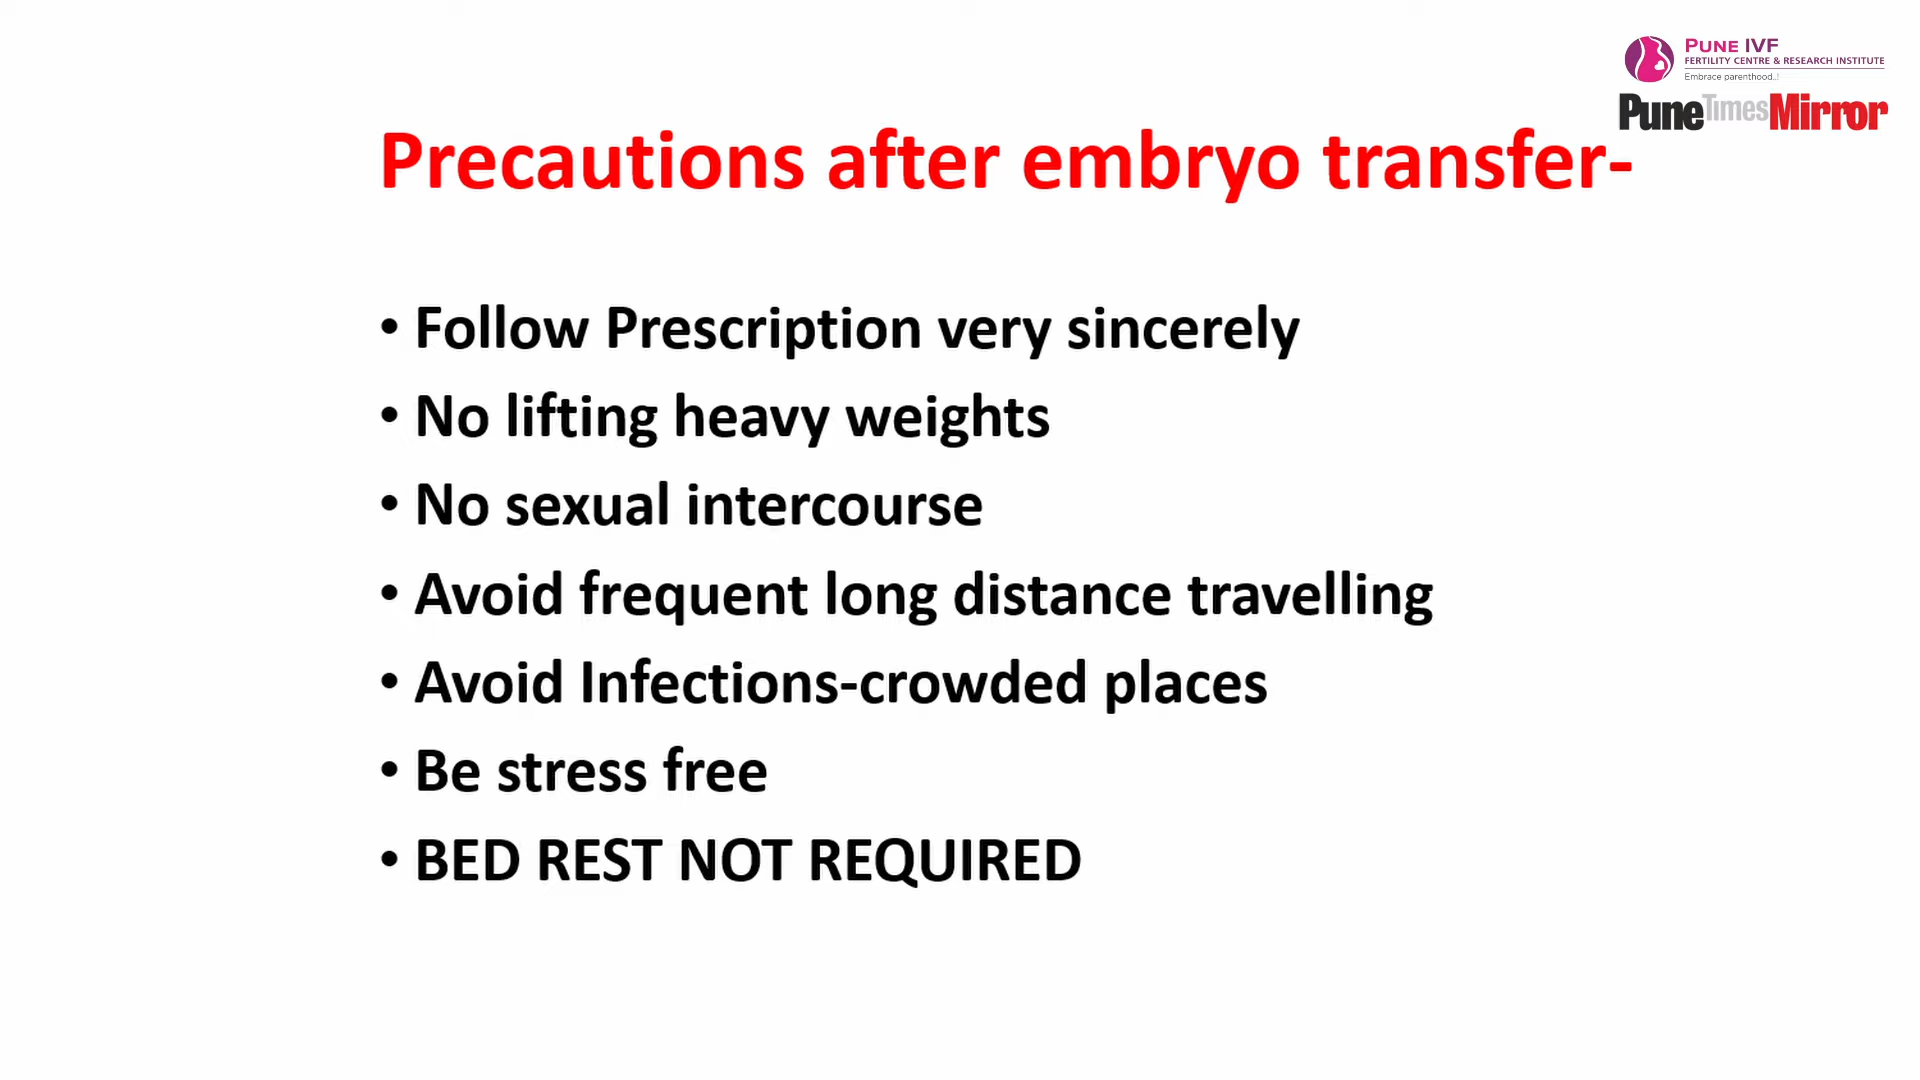 PUNE IVF
FERTILITY CENTRE & RESEARCH INSTITUTE
Embrace parenthood..!
PuneTimesMirror
Precautions after embryo transfer-
• Follow Prescription very sincerely
• No lifting heavy weights
• No sexual intercourse
• Avoid frequent long distance travelling
• Avoid Infections-crowded places
• Be stress free
• BED REST NOT REQUIRED